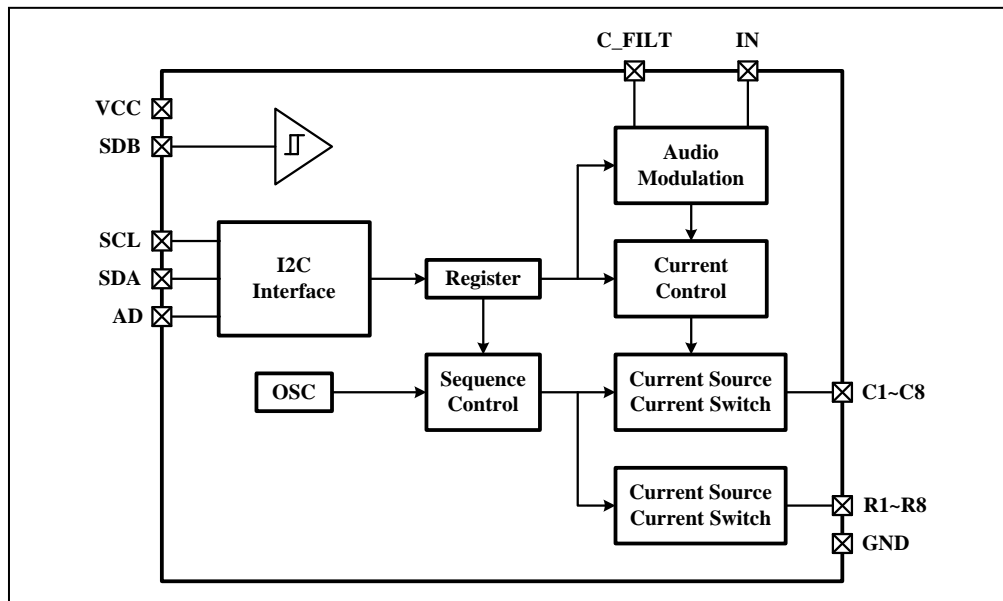 C_FILT
IN
VCC
SDB
Audio
Modulation
SCL
SDA
AD
I2C
Interface
Register
Current
Control
OSC
Sequence
Control
Current Source
Current Switch
C1~C8
Current Source
Current Switch
R1~R8
GND